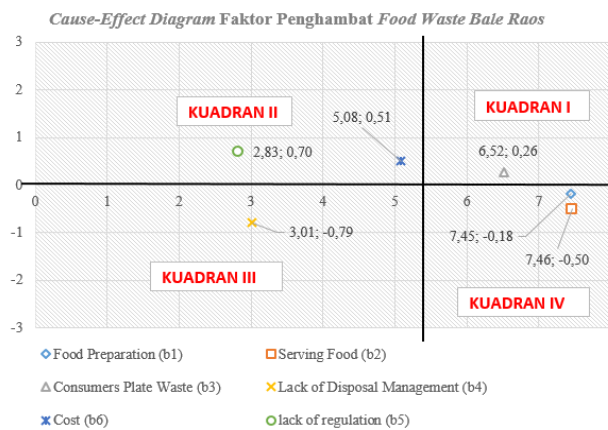 Cause-Effect Diagram Faktor Penghambat Food Waste Bale Raos
3
2
1
0
-1
-2
-3
0 1 2 3 4 5 6 7
KUADRAN II
KUADRAN I
5,08; 0,51
2,83; 0,70
6,52; 0,26
3,01; -0,79
7,45; -0,18
7,46; -0,50
KUADRAN III
KUADRAN IV
Food Preparation (b1)
Serving Food (b2)
Consumers Plate Waste (b3)
Lack of Disposal Management (b4)
Cost (b6)
lack of regulation (b5)